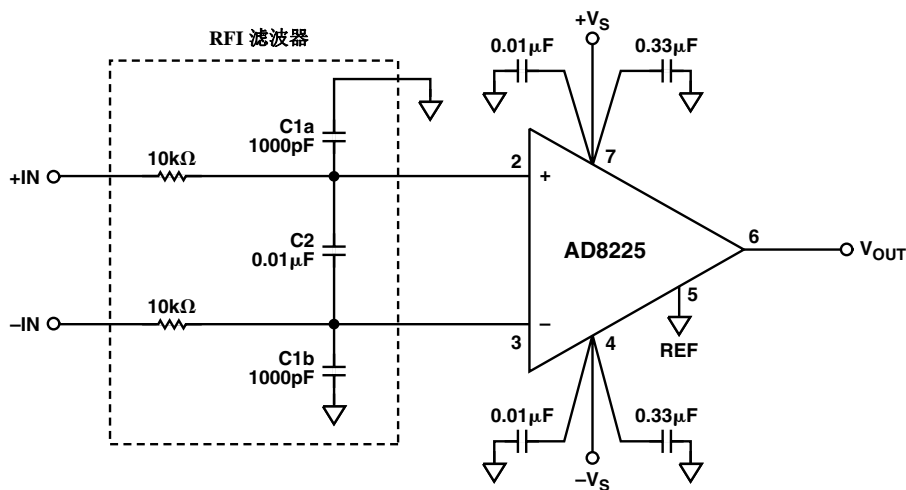 RFI 滤波器
+VS
0.01µF
0.33µF
C1a
1000pF
10kΩ
+IN
2
+
7
C2
0.01µF
AD8225
6
VOUT
10kΩ
–IN
3
–
5
REF
4
C1b
1000pF
0.01µF
0.33µF
–VS